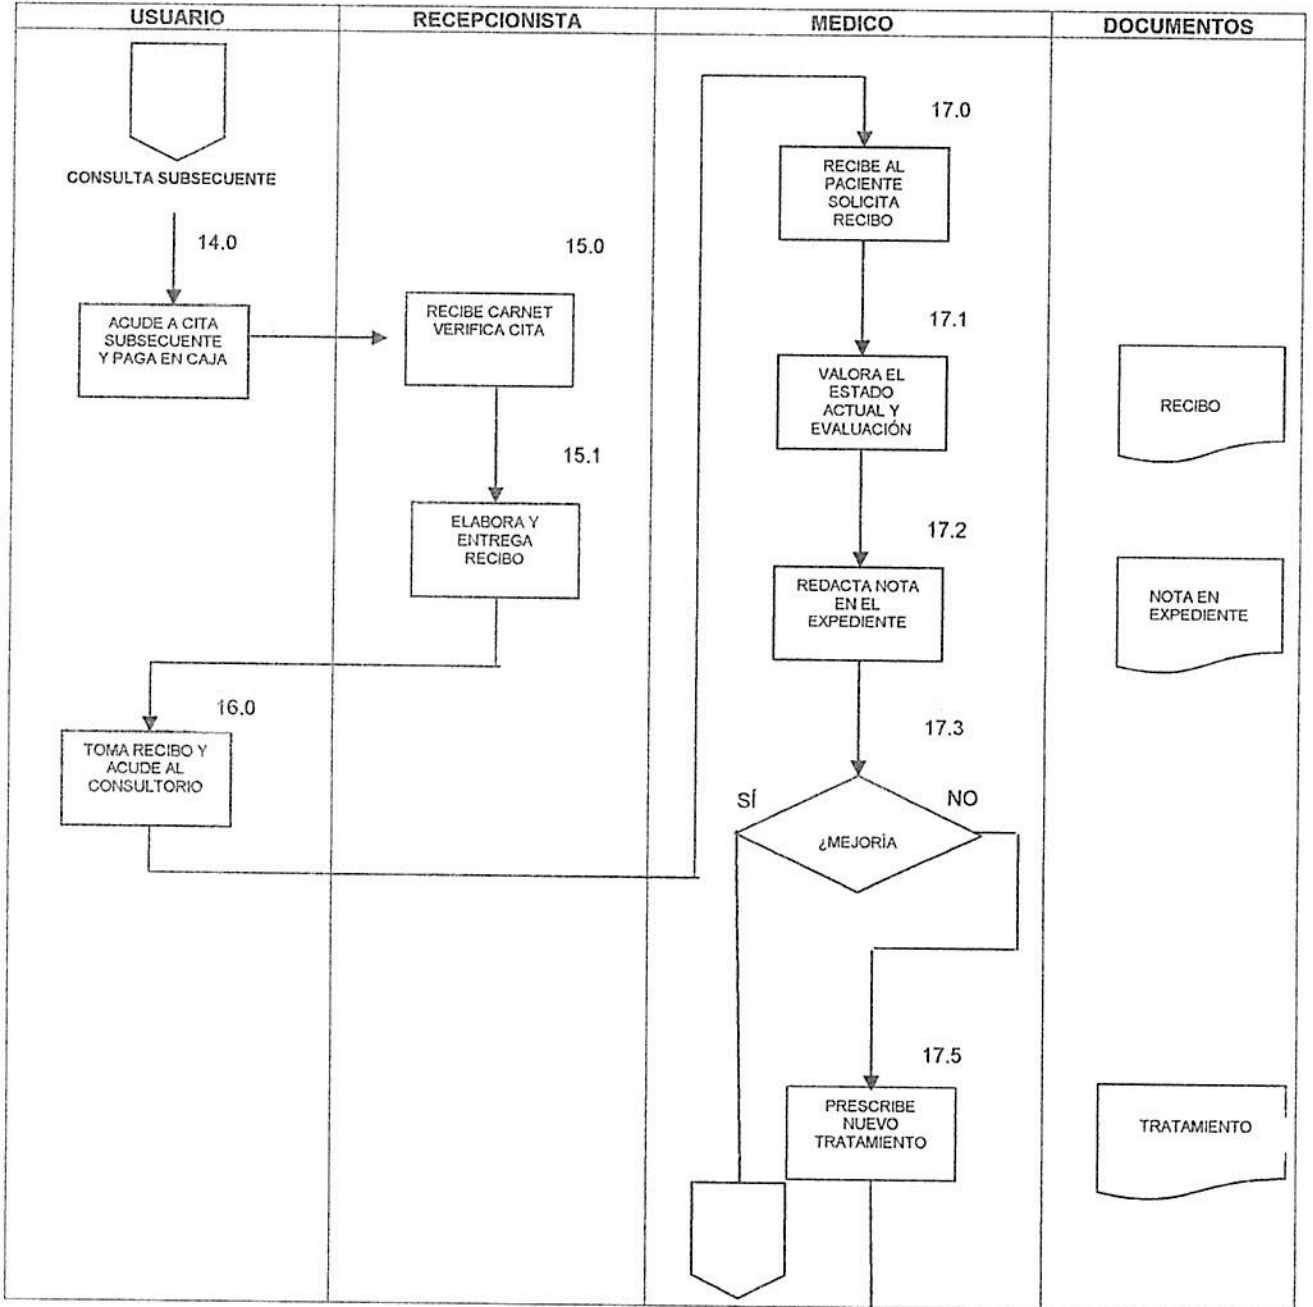 USUARIO
RECEPCIONISTA
MEDICO
DOCUMENTOS
CONSULTA SUBSECUENTE
14.0
ACUDE A CITA
SUBSECUENTE
Y PAGA EN CAJA
15.0
RECIBE CARNET
VERIFICA CITA
15.1
ELABORA Y
ENTREGA
RECIBO
16.0
TOMA RECIBO Y
ACUDE AL
CONSULTORIO
17.0
RECIBE AL
PACIENTE
SOLICITA
RECIBO
17.1
VALORA EL
ESTADO
ACTUAL Y
EVALUACIÓN
RECIBO
17.2
REDACTA NOTA
EN EL
EXPEDIENTE
NOTA EN
EXPEDIENTE
17.3
SÍ
NO
¿MEJORÍA
17.5
PRESCRIBE
NUEVO
TRATAMIENTO
TRATAMIENTO